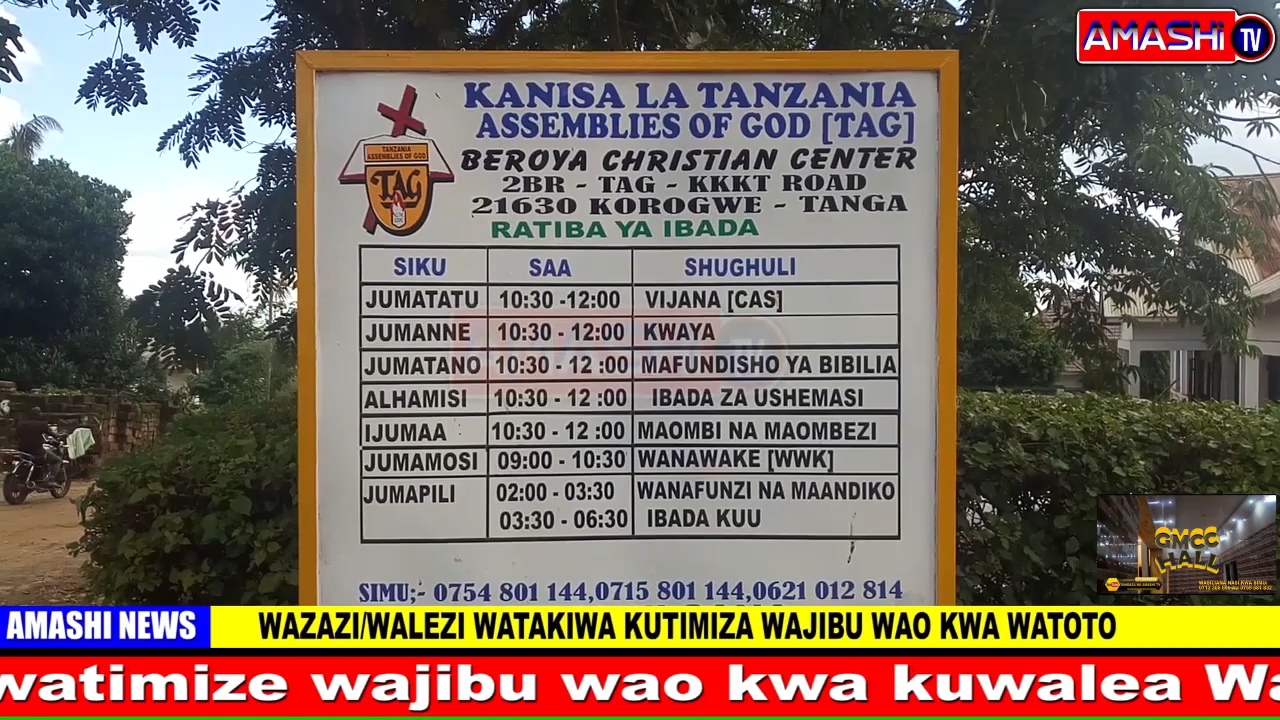 AMASHI TV
KANISA LA TANZANIA
ASSEMBLIES OF GOD [TAG]
TANZANIA
ASSEMBLIES OF GOD
TAG
BEROYA CHRISTIAN CENTER
2BR - TAG - KKKT ROAD
21630 KOROGWE - TANGA
RATIBA YA IBADA
SIKU SAA SHUGHULI
JUMATATU 10:30 -12:00 VIJANA [CAS]
JUMANNE 10:30 - 12:00 KWAYA
JUMATANO 10:30 - 12 :00 MAFUNDISHO YA BIBILIA
ALHAMISI 10:30 - 12 :00 IBADA ZA USHEMASI
IJUMAA 10:30 - 12 :00 MAOMBI NA MAOMBEZI
JUMAMOSI 09:00 - 10:30 WANAWAKE [WWK]
JUMAPILI 02:00 - 03:30 WANAFUNZI NA MAANDIKO
03:30 - 06:30 IBADA KUU
SIMU;- 0754 801 144,0715 801 144,0621 012 814
GMCC
HALL
AMASHI NEWS WAZAZI/WALEZI WATAKIWA KUTIMIZA WAJIBU WAO KWA WATOTO
watimize wajibu wao kwa kuwalea Wa